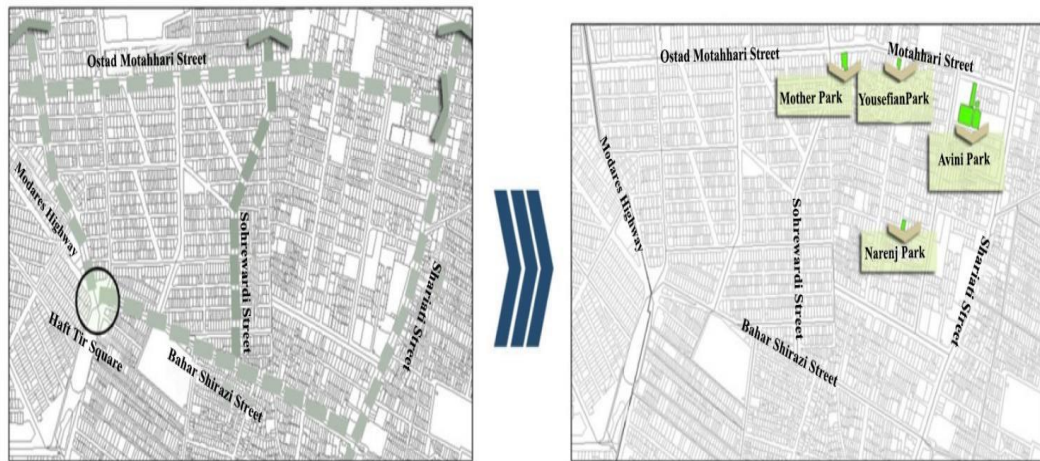 Ostad Motahhari Street
Modares Highway
Sohrewardi Street
Shariati Street
Haft Tir Square
Bahar Shirazi Street
Ostad Motahhari Street
Motahhari Street
Mother Park
YousefianPark
Avini Park
Modares Highway
Narenj Park
Sohrewardi Street
Shariati Street
Bahar Shirazi Street